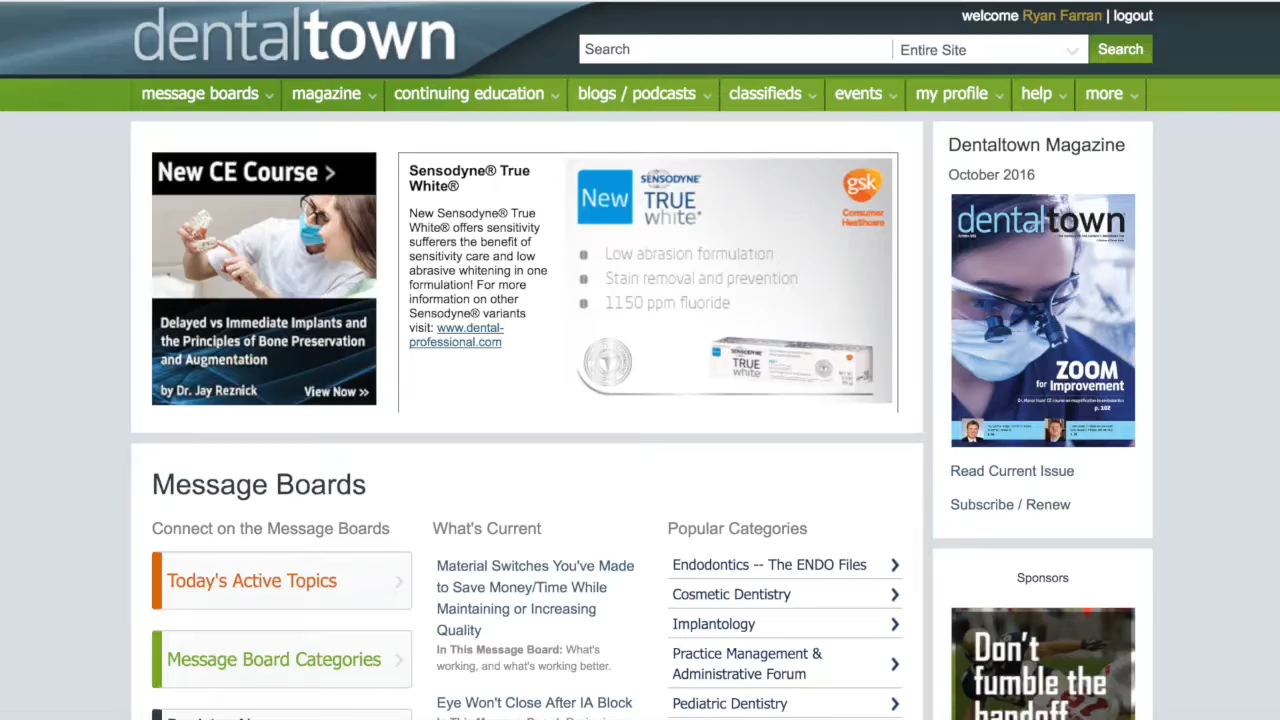 dentaltown
welcome Ryan Farran | logout
Search
Entire Site
Search
message boards
magazine
continuing education
blogs / podcasts
classifieds
events
my profile
help
more
New CE Course >
Delayed vs Immediate Implants and
the Principles of Bone Preservation
and Augmentation
by Dr. Jay Reznick
View Now >>
Sensodyne® True
White®
New Sensodyne® True
White® offers sensitivity
sufferers the benefit of
sensitivity care and low
abrasive whitening in one
formulation! For more
information on other
Sensodyne® variants
visit: www.dental-
professional.com
New
SENSODYNE
TRUE
white
gsk
Consumer
Healthcare
Low abrasion formulation
Stain removal and prevention
1150 ppm fluoride
SENSODYNE
TRUE
white
Dentaltown Magazine
October 2016
dentaltown
ZOOM
for Improvement
p. 102
Read Current Issue
Subscribe / Renew
Message Boards
Connect on the Message Boards
Today's Active Topics
Message Board Categories
What's Current
Material Switches You've Made
to Save Money/Time While
Maintaining or Increasing
Quality
In This Message Board: What's
working, and what's working better.
Eye Won't Close After IA Block
Popular Categories
Endodontics -- The ENDO Files
Cosmetic Dentistry
Implantology
Practice Management &
Administrative Forum
Pediatric Dentistry
Sponsors
Don't
fumble the
handoff